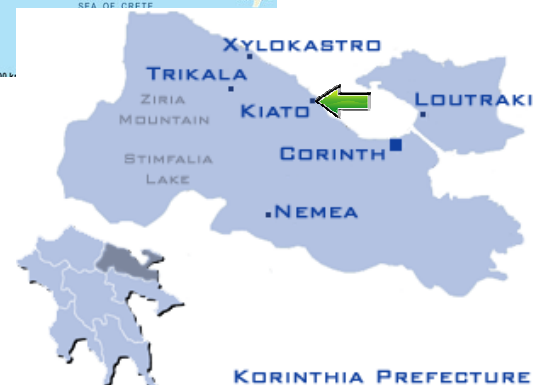 SEA OF CRETE
XYLOKASTRO
TRIKALA
ZIRIA
MOUNTAIN
KIATO
LOUTRAKI
CORINTH
STIMFALIA
LAKE
NEMEA
KORINTHIA PREFECTURE